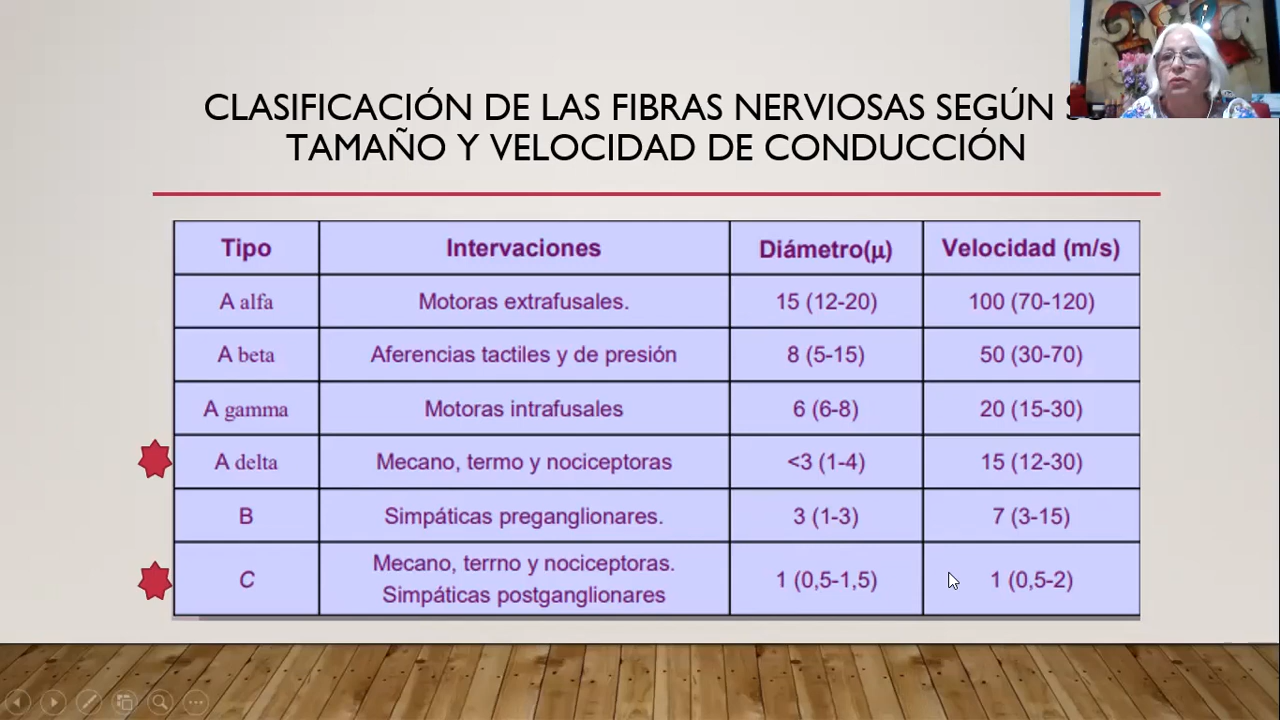 CLASIFICACIÓN DE LAS FIBRAS NERVIOSAS SEGÚN
TAMAÑO Y VELOCIDAD DE CONDUCCIÓN
Tipo Intervaciones Diámetro(µ) Velocidad (m/s)
A alfa Motoras extrafusales. 15 (12-20) 100 (70-120)
A beta Aferencias tactiles y de presión 8 (5-15) 50 (30-70)
A gamma Motoras intrafusales 6 (6-8) 20 (15-30)
A delta Mecano, termo y nociceptoras <3 (1-4) 15 (12-30)
B Simpáticas preganglionares. 3 (1-3) 7 (3-15)
C Mecano, terrno y nociceptoras. 1 (0,5-1,5) 1 (0,5-2)
Simpáticas postganglionares